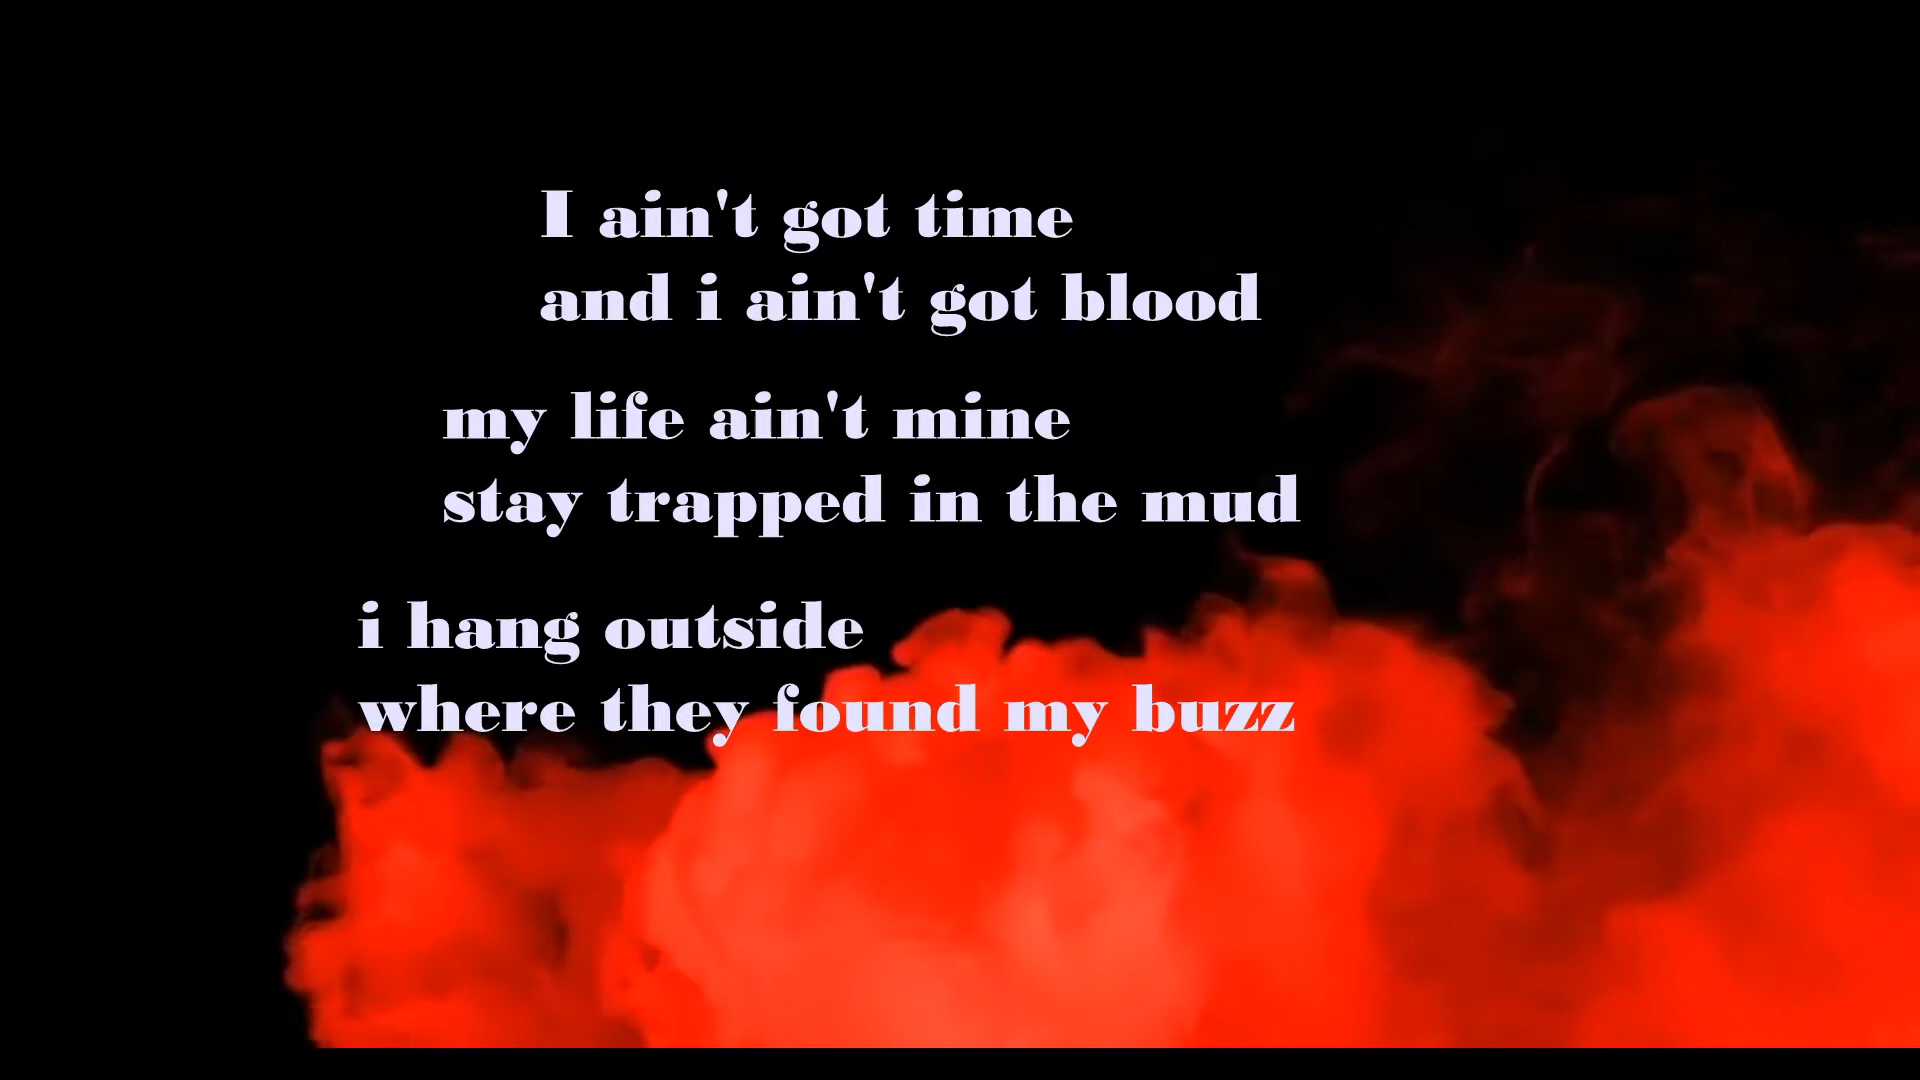 I ain't got time
and i ain't got blood
my life ain't mine
stay trapped in the mud
i hang outside
where they found my buzz